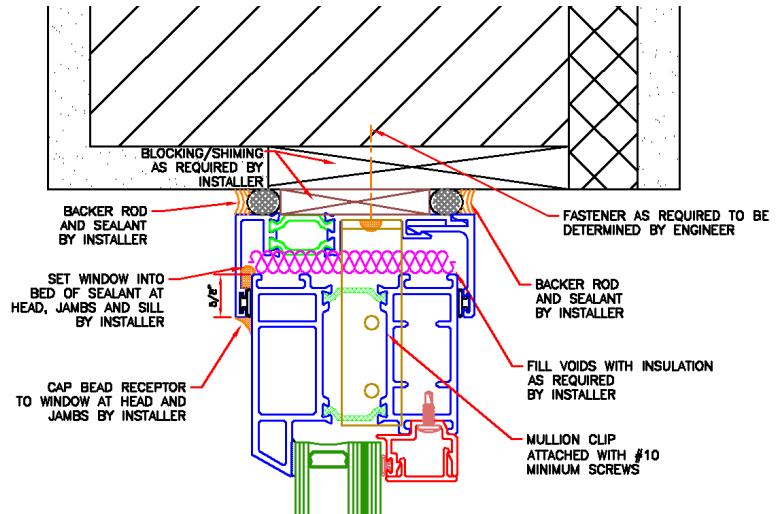 BLOCKING/SHIMING
AS REQUIRED BY
INSTALLER
BACKER ROD
AND SEALANT
BY INSTALLER
FASTENER AS REQUIRED TO BE
DETERMINED BY ENGINEER
SET WINDOW INTO
BED OF SEALANT AT
HEAD, JAMBS AND SILL
BY INSTALLER
5/8"
BACKER ROD
AND SEALANT
BY INSTALLER
CAP BEAD RECEPTOR
TO WINDOW AT HEAD AND
JAMBS BY INSTALLER
FILL VOIDS WITH INSULATION
AS REQUIRED
BY INSTALLER
MULLION CLIP
ATTACHED WITH #10
MINIMUM SCREWS